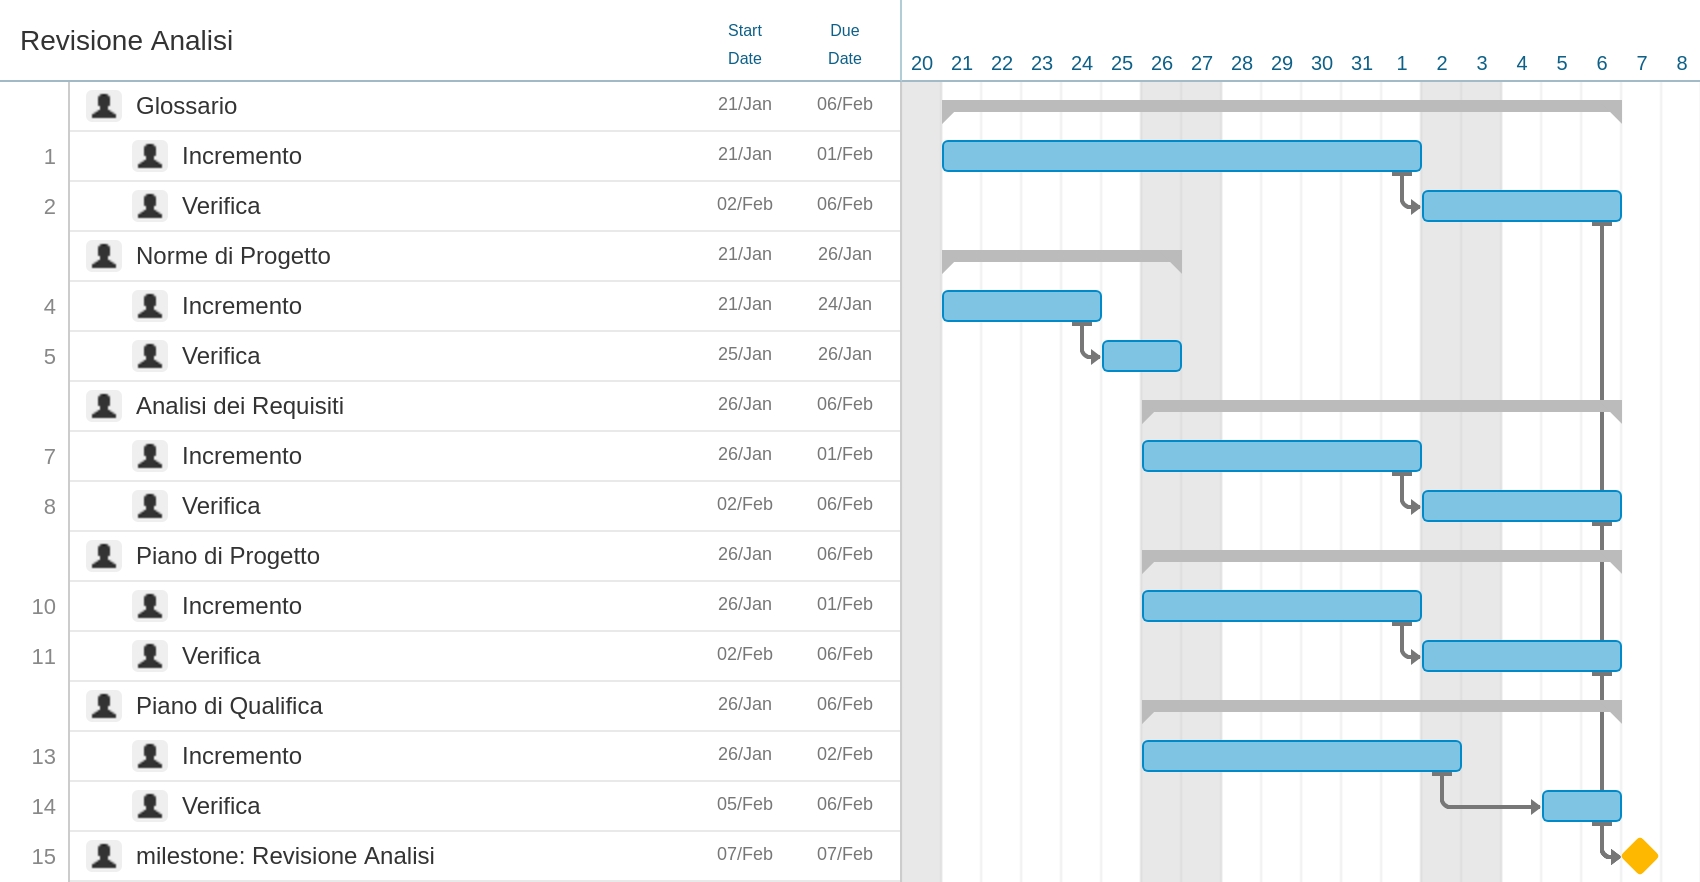 Revisione Analisi
Start Date
Due Date
20 21 22 23 24 25 26 27 28 29 30 31 1 2 3 4 5 6 7 8
Glossario 21/Jan 06/Feb
1 Incremento 21/Jan 01/Feb
2 Verifica 02/Feb 06/Feb
Norme di Progetto 21/Jan 26/Jan
4 Incremento 21/Jan 24/Jan
5 Verifica 25/Jan 26/Jan
Analisi dei Requisiti 26/Jan 06/Feb
7 Incremento 26/Jan 01/Feb
8 Verifica 02/Feb 06/Feb
Piano di Progetto 26/Jan 06/Feb
10 Incremento 26/Jan 01/Feb
11 Verifica 02/Feb 06/Feb
Piano di Qualifica 26/Jan 06/Feb
13 Incremento 26/Jan 02/Feb
14 Verifica 05/Feb 06/Feb
15 milestone: Revisione Analisi 07/Feb 07/Feb